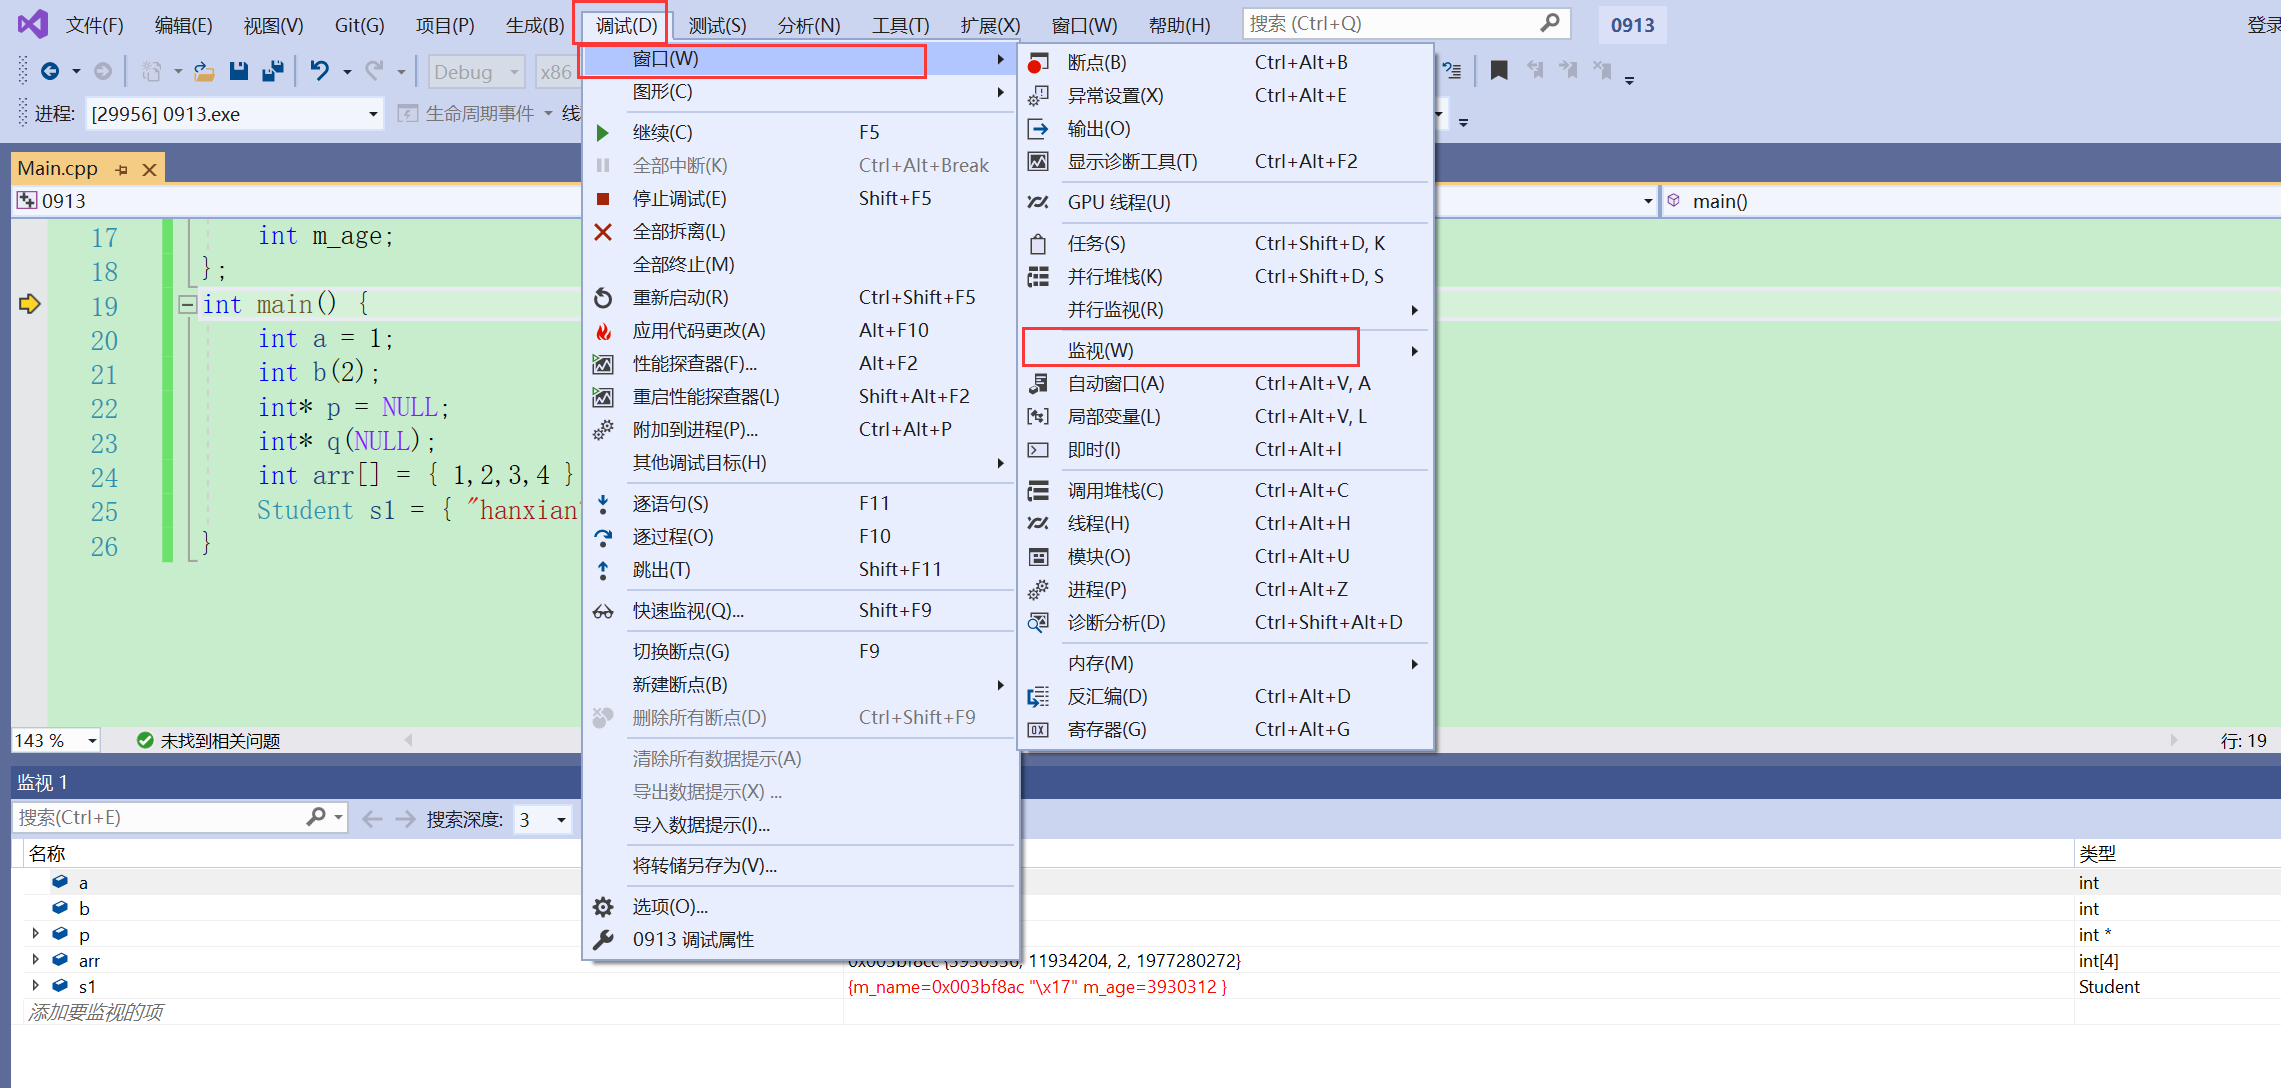 文件(F) 编辑(E) 视图(V) Git(G) 项目(P) 生成(B) 调试(D) 测试(S) 分析(N) 工具(T) 扩展(X) 窗口(W) 帮助(H) 搜索 (Ctrl+Q) 0913 登录
Debug x86
进程: [29956] 0913.exe 生命周期事件
Main.cpp
0913
main()
17 int m_age;
18 };
19 int main() {
20 int a = 1;
21 int b(2);
22 int* p = NULL;
23 int* q(NULL);
24 int arr[] = { 1,2,3,4 }
25 Student s1 = { "hanxian"
26 }
143 % 未找到相关问题 行: 19
窗口(W)
图形(C)
继续(C) F5
全部中断(K) Ctrl+Alt+Break
停止调试(E) Shift+F5
全部拆离(L)
全部终止(M)
重新启动(R) Ctrl+Shift+F5
应用代码更改(A) Alt+F10
性能探查器(F)... Alt+F2
重启性能探查器(L) Shift+Alt+F2
附加到进程(P)... Ctrl+Alt+P
其他调试目标(H)
逐语句(S) F11
逐过程(O) F10
跳出(T) Shift+F11
快速监视(Q)... Shift+F9
切换断点(G) F9
新建断点(B)
删除所有断点(D) Ctrl+Shift+F9
清除所有数据提示(A)
导出数据提示(X) ...
导入数据提示(I)...
将转储另存为(V)...
选项(O)...
0913 调试属性
断点(B) Ctrl+Alt+B
异常设置(X) Ctrl+Alt+E
输出(O)
显示诊断工具(T) Ctrl+Alt+F2
GPU 线程(U)
任务(S) Ctrl+Shift+D, K
并行堆栈(K) Ctrl+Shift+D, S
并行监视(R)
监视(W)
自动窗口(A) Ctrl+Alt+V, A
局部变量(L) Ctrl+Alt+V, L
即时(I) Ctrl+Alt+I
调用堆栈(C) Ctrl+Alt+C
线程(H) Ctrl+Alt+H
模块(O) Ctrl+Alt+U
进程(P) Ctrl+Alt+Z
诊断分析(D) Ctrl+Shift+Alt+D
内存(M)
反汇编(D) Ctrl+Alt+D
寄存器(G) Ctrl+Alt+G
监视 1
搜索(Ctrl+E) 搜索深度: 3
名称 类型
a int
b int
p int *
arr 11934204, 2, 1977280272} int[4]
s1 {m_name=0x003bf8ac "\x17" m_age=3930312 } Student
添加要监视的项